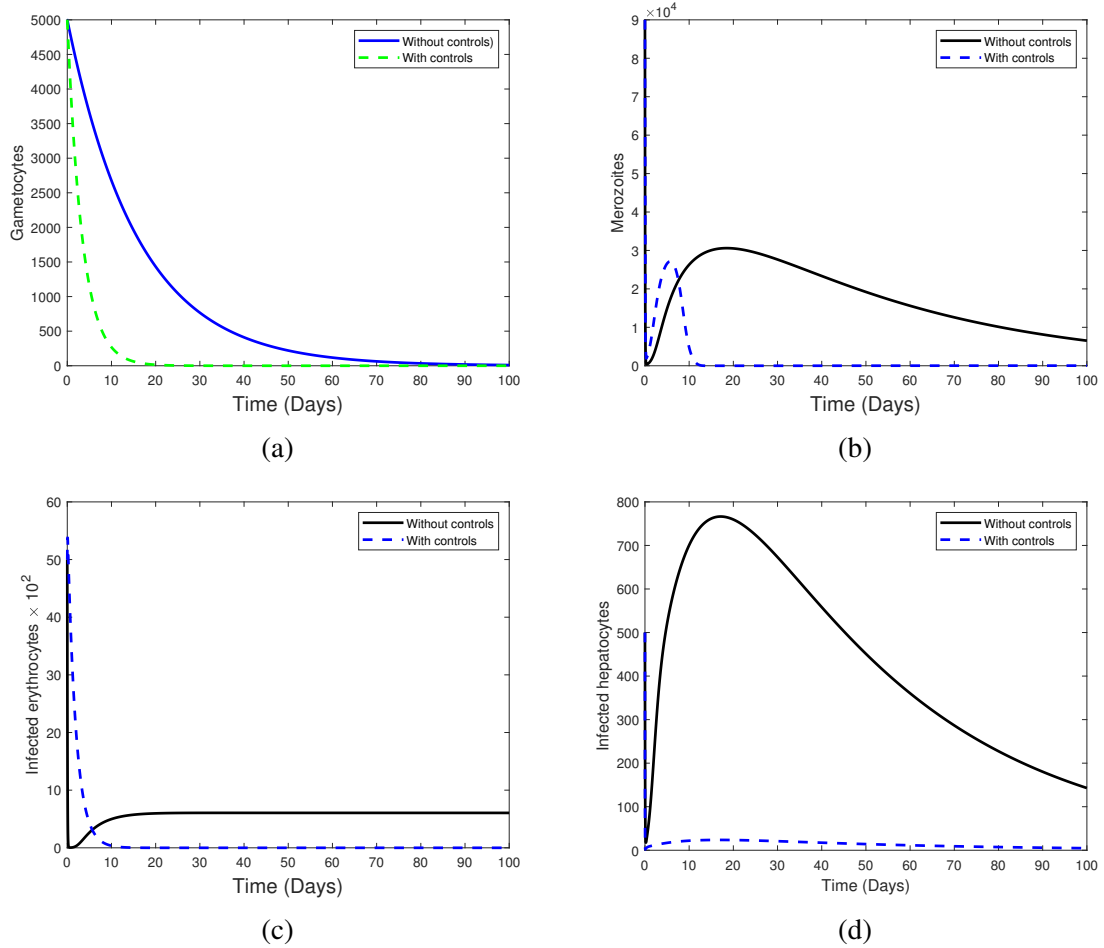 5000
4500
4000
3500
3000
2500
2000
1500
1000
500
0
Gametocytes
Without controls)
With controls
0 10 20 30 40 50 60 70 80 90 100
Time (Days)
(a)
×10⁴
9
8
7
6
5
4
3
2
1
0
Merozoites
Without controls
With controls
0 10 20 30 40 50 60 70 80 90 100
Time (Days)
(b)
60
50
40
30
20
10
0
Infected erythrocytes × 10²
Without controls
With controls
0 10 20 30 40 50 60 70 80 90 100
Time (Days)
(c)
800
700
600
500
400
300
200
100
0
Infected hepatocytes
Without controls
With controls
0 10 20 30 40 50 60 70 80 90 100
Time (Days)
(d)